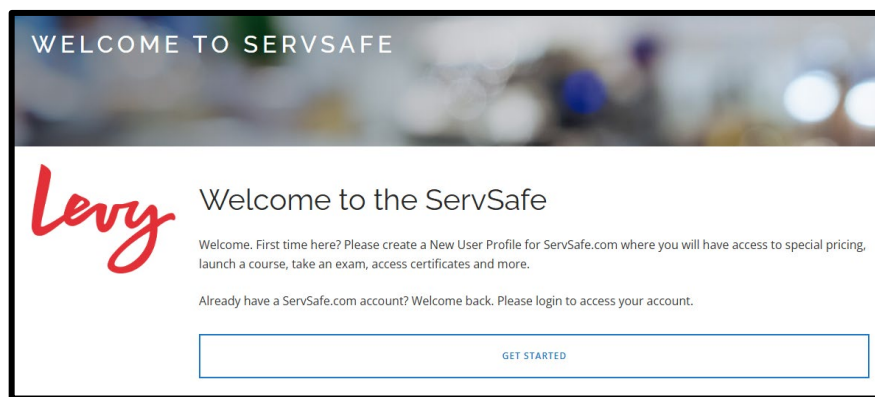 WELCOME TO SERVSAFE
Levy
Welcome to the ServSafe
Welcome. First time here? Please create a New User Profile for ServSafe.com where you will have access to special pricing,
launch a course, take an exam, access certificates and more.
Already have a ServSafe.com account? Welcome back. Please login to access your account.
GET STARTED